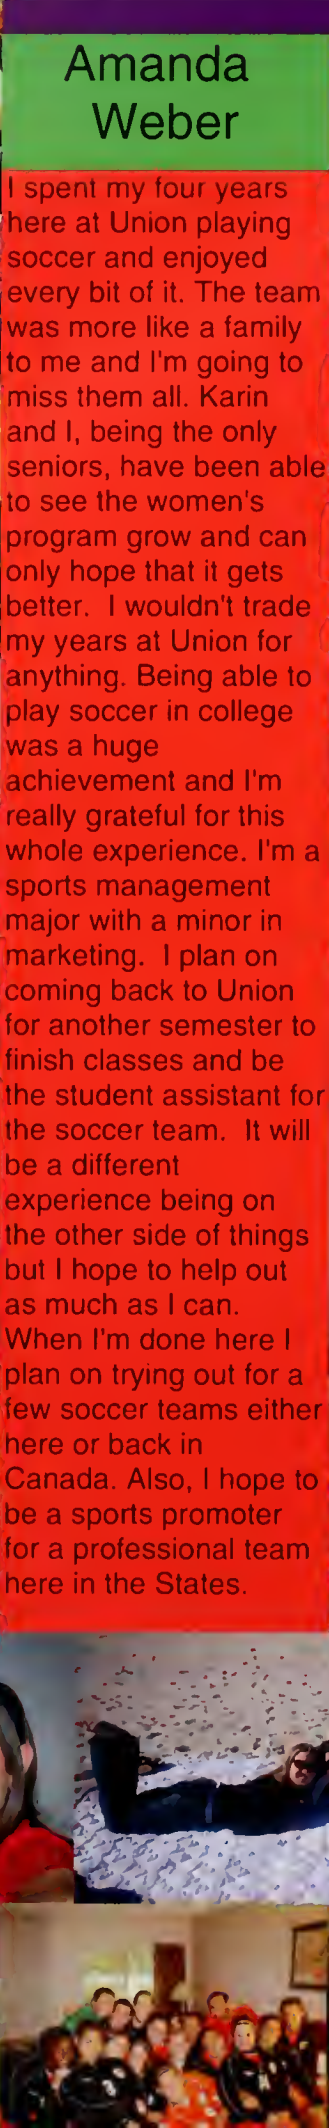 Amanda
Weber
I spent my four years
here at Union playing
soccer and enjoyed
every bit of it. The team
was more like a family
to me and I'm going to
miss them all. Karin
and I, being the only
seniors, have been able
to see the women's
program grow and can
only hope that it gets
better.  I wouldn't trade
my years at Union for
anything. Being able to
play soccer in college
was a huge
achievement and I'm
really grateful for this
whole experience. I'm a
sports management
major with a minor in
marketing.  I plan on
coming back to Union
for another semester to
finish classes and be
the student assistant for
the soccer team.  It will
be a different
experience being on
the other side of things
but I hope to help out
as much as I can.
When I'm done here I
plan on trying out for a
few soccer teams either
here or back in
Canada. Also, I hope to
be a sports promoter
for a professional team
here in the States.